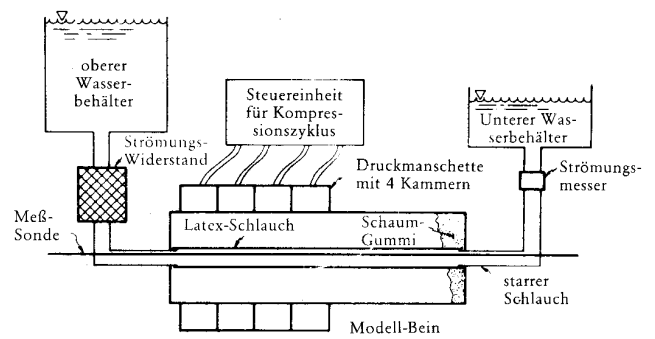 oberer
Wasser-
behälter
Steuereinheit
für Kompres-
sionszyklus
Unterer Was-
serbehälter
Strömungs-
Widerstand
Druckmanschette
mit 4 Kammern
Strömungs-
messer
Meß-
Sonde
Latex-Schlauch
Schaum-
Gummi
starrer
Schlauch
Modell-Bein